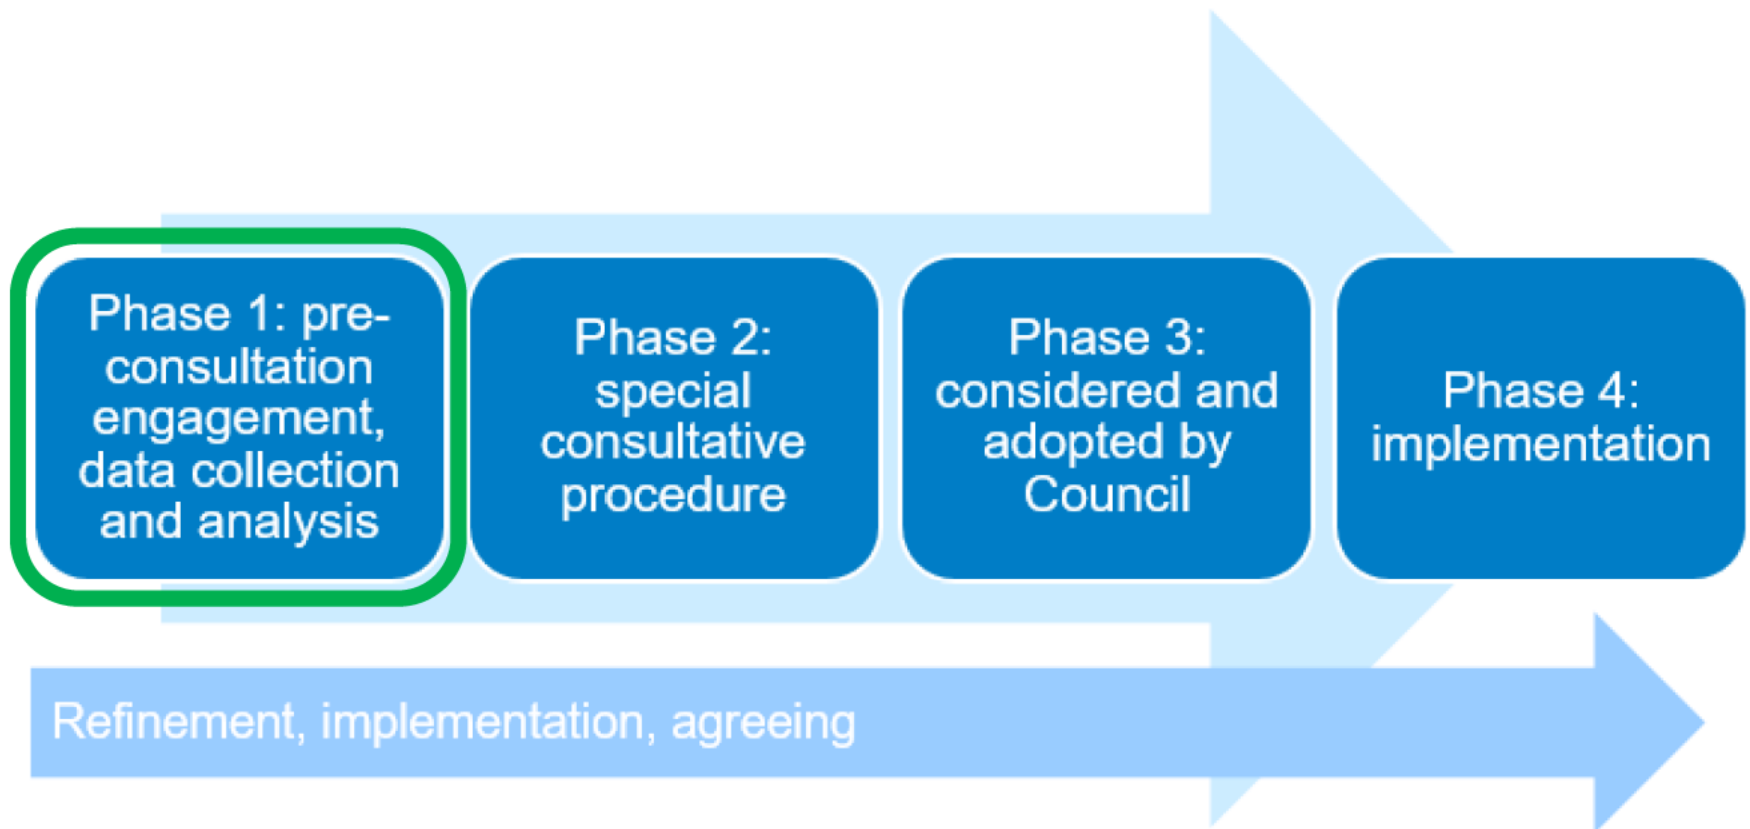 Phase 1: pre-
consultation
engagement,
data collection
and analysis
Phase 2:
special
consultative
procedure
Phase 3:
considered and
adopted by
Council
Phase 4:
implementation
Refinement, implementation, agreeing